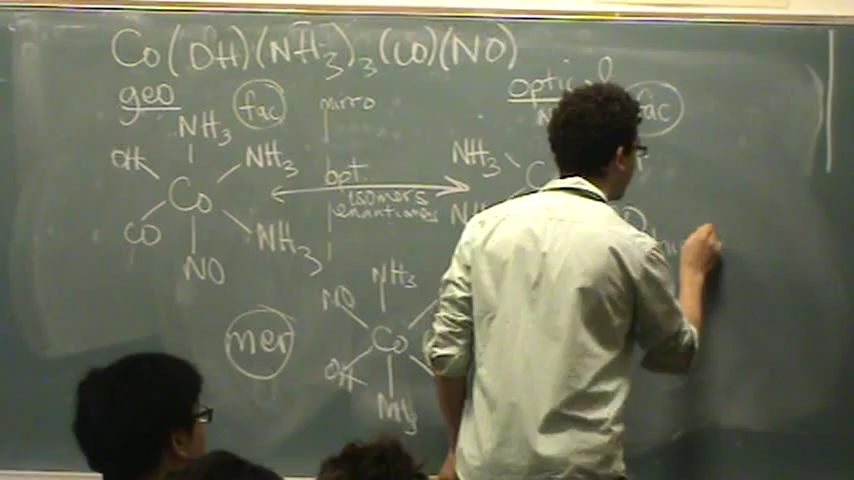 Co(OH)(NH3)3(CO)(NO)
geo fac mirro optical fac
NH3
OH NH3 opt. NH3
Co isomers
CO NH3 enantiomers
NO
NH3
NO
mer Co
OH
NH3